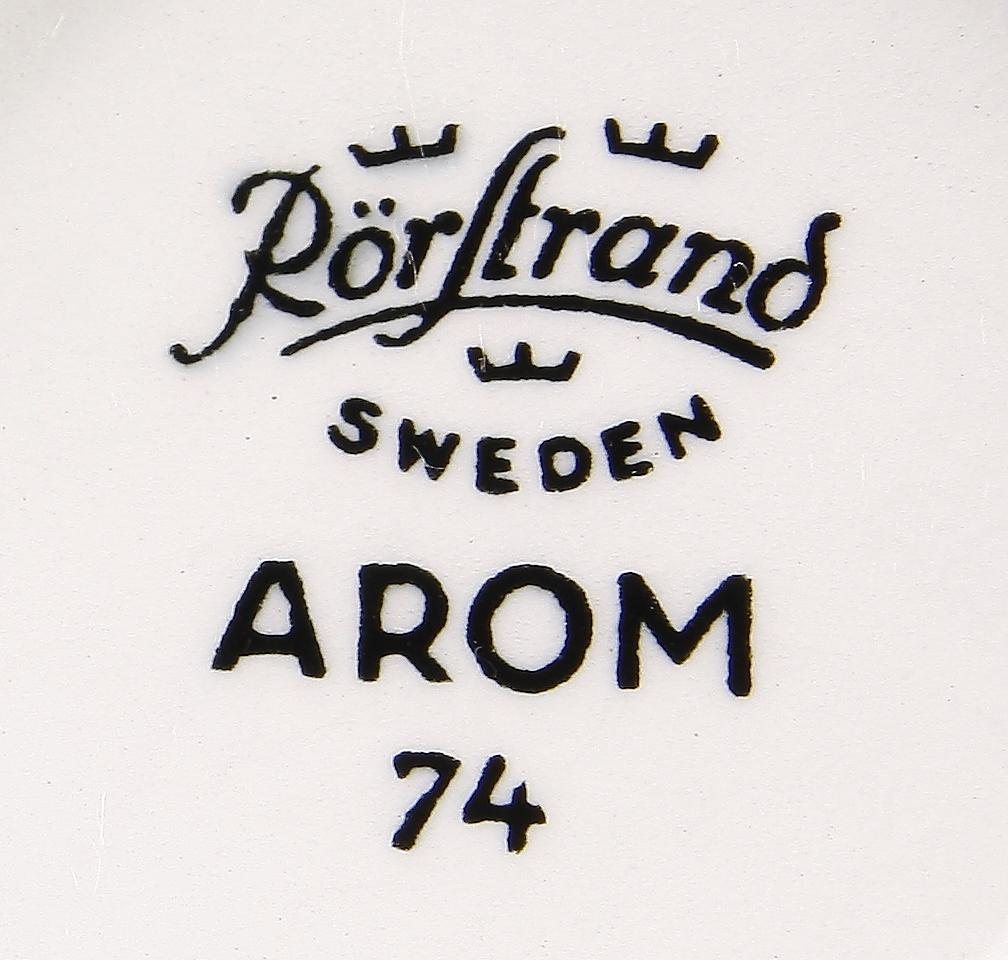 Rörstrand
SWEDEN
AROM
74